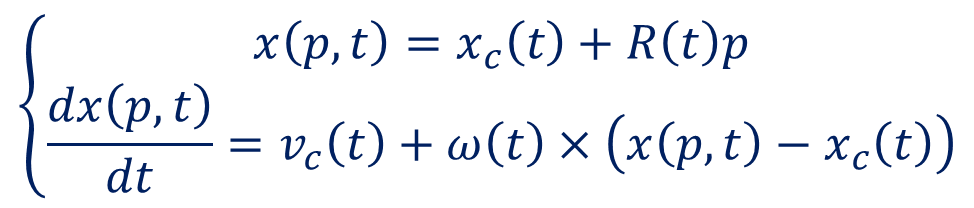 x(p,t) = x_c(t) + R(t)p
dx(p,t)/dt = v_c(t) + ω(t) × (x(p,t) − x_c(t))